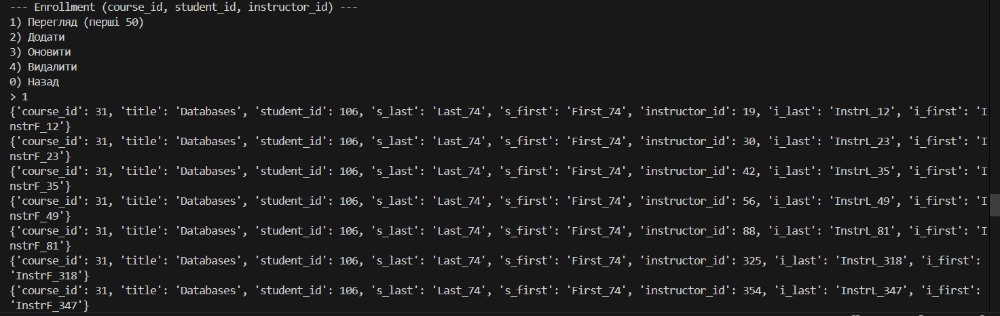 --- Enrollment (course_id, student_id, instructor_id) ---
1) Перегляд (перші 50)
2) Додати
3) Оновити
4) Видалити
0) Назад
> 1
{'course_id': 31, 'title': 'Databases', 'student_id': 106, 's_last': 'Last_74', 's_first': 'First_74', 'instructor_id': 19, 'i_last': 'InstrL_12', 'i_first': 'I
nstrF_12'}
{'course_id': 31, 'title': 'Databases', 'student_id': 106, 's_last': 'Last_74', 's_first': 'First_74', 'instructor_id': 30, 'i_last': 'InstrL_23', 'i_first': 'I
nstrF_23'}
{'course_id': 31, 'title': 'Databases', 'student_id': 106, 's_last': 'Last_74', 's_first': 'First_74', 'instructor_id': 42, 'i_last': 'InstrL_35', 'i_first': 'I
nstrF_35'}
{'course_id': 31, 'title': 'Databases', 'student_id': 106, 's_last': 'Last_74', 's_first': 'First_74', 'instructor_id': 56, 'i_last': 'InstrL_49', 'i_first': 'I
nstrF_49'}
{'course_id': 31, 'title': 'Databases', 'student_id': 106, 's_last': 'Last_74', 's_first': 'First_74', 'instructor_id': 88, 'i_last': 'InstrL_81', 'i_first': 'I
nstrF_81'}
{'course_id': 31, 'title': 'Databases', 'student_id': 106, 's_last': 'Last_74', 's_first': 'First_74', 'instructor_id': 325, 'i_last': 'InstrL_318', 'i_first':
'InstrF_318'}
{'course_id': 31, 'title': 'Databases', 'student_id': 106, 's_last': 'Last_74', 's_first': 'First_74', 'instructor_id': 354, 'i_last': 'InstrL_347', 'i_first':
'InstrF_347'}